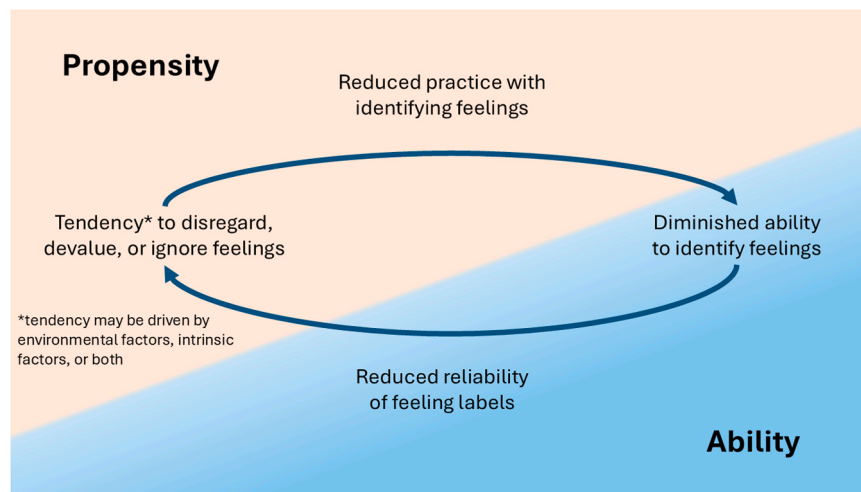 Propensity
Reduced practice with
identifying feelings
Tendency* to disregard,
devalue, or ignore feelings
Diminished ability
to identify feelings
*tendency may be driven by
environmental factors, intrinsic
factors, or both
Reduced reliability
of feeling labels
Ability